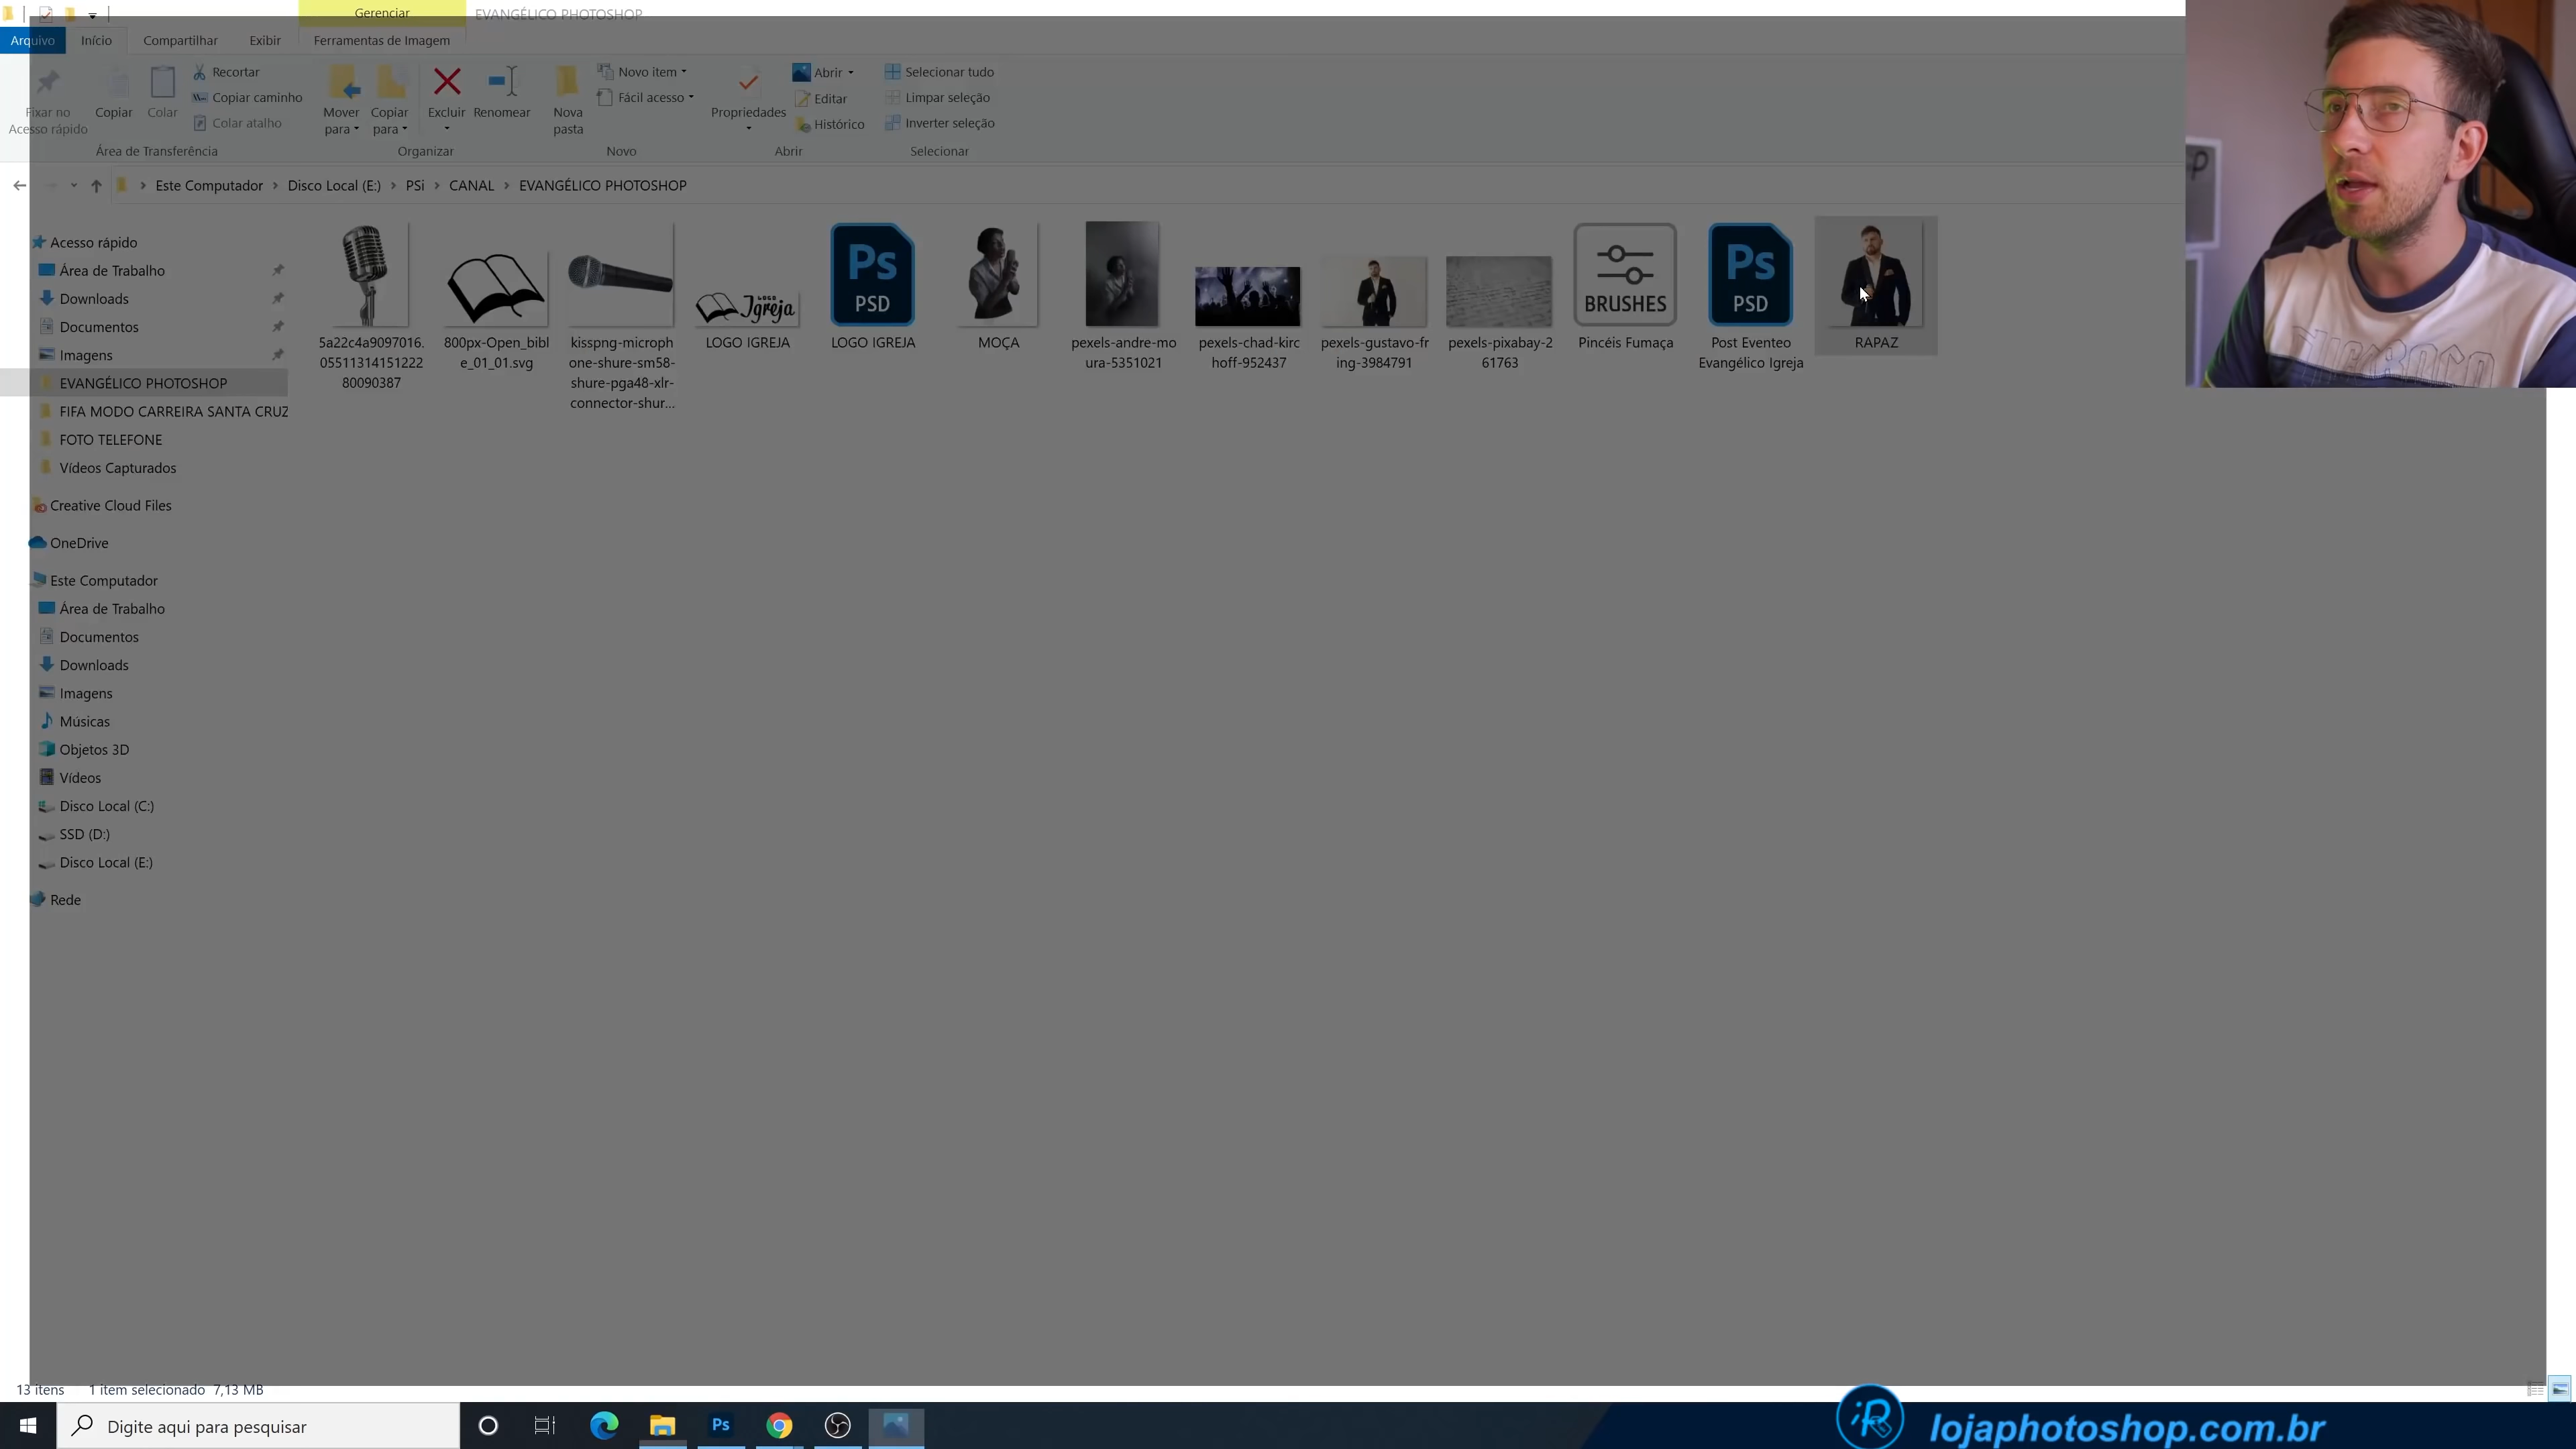 Gerenciar
EVANGÉLICO PHOTOSHOP
Arquivo
Início
Compartilhar
Exibir
Ferramentas de Imagem
Fixar no
Acesso rápido
Copiar
Colar
Recortar
Copiar caminho
Colar atalho
Mover
para
Copiar
para
Excluir
Renomear
Nova
pasta
Novo item
Fácil acesso
Propriedades
Abrir
Editar
Histórico
Selecionar tudo
Limpar seleção
Inverter seleção
Área de Transferência
Organizar
Novo
Abrir
Selecionar
Este Computador > Disco Local (E:) > PSi > CANAL > EVANGÉLICO PHOTOSHOP
Acesso rápido
Área de Trabalho
Downloads
Documentos
Imagens
EVANGÉLICO PHOTOSHOP
FIFA MODO CARREIRA SANTA CRUZ
FOTO TELEFONE
Vídeos Capturados
Creative Cloud Files
OneDrive
Este Computador
Área de Trabalho
Documentos
Downloads
Imagens
Músicas
Objetos 3D
Vídeos
Disco Local (C:)
SSD (D:)
Disco Local (E:)
Rede
5a22c4a9097016.
05511314151222
80090387
800px-Open_bibl
e_01_01.svg
kisspng-microph
one-shure-sm58-
shure-pga48-xlr-
connector-shur...
LOGO Igreja
LOGO IGREJA
Ps
PSD
LOGO IGREJA
MOÇA
pexels-andre-mo
ura-5351021
pexels-chad-kirc
hoff-952437
pexels-gustavo-fr
ing-3984791
pexels-pixabay-2
61763
BRUSHES
Pincéis Fumaça
Ps
PSD
Post Eventeo
Evangélico Igreja
RAPAZ
13 itens
1 item selecionado 7,13 MB
Digite aqui para pesquisar
Ps
lojaphotoshop.com.br